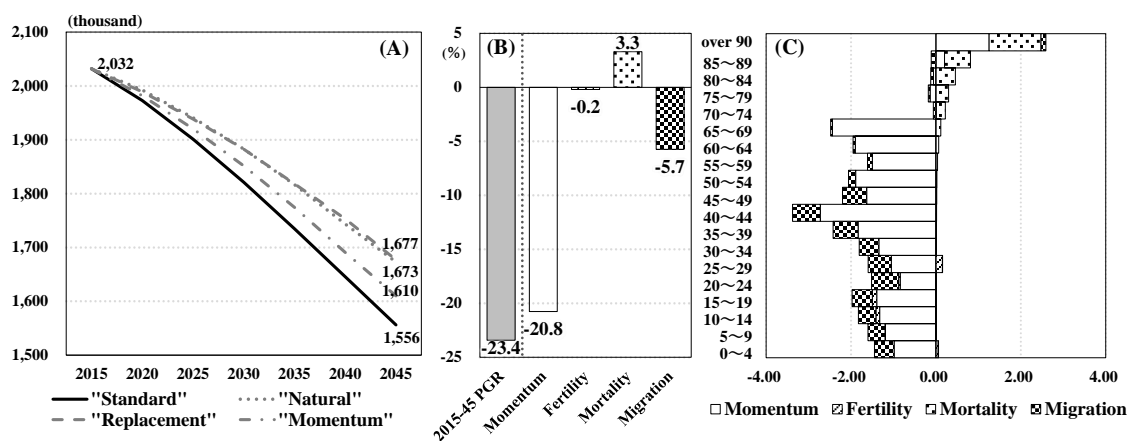 (thousand)
2,100
2,000
1,900
1,800
1,700
1,600
1,500
(A)
2,032
1,677
1,673
1,610
1,556
2015 2020 2025 2030 2035 2040 2045
"Standard" "Natural"
"Replacement" "Momentum"
5
(%)
0
-5
-10
-15
-20
-25
(B)
3.3
-0.2
-5.7
-20.8
-23.4
2015-45 PGR
Momentum
Fertility
Mortality
Migration
(C)
over 90
85～89
80～84
75～79
70～74
65～69
60～64
55～59
50～54
45～49
40～44
35～39
30～34
25～29
20～24
15～19
10～14
5～9
0～4
-4.00 -2.00 0.00 2.00 4.00
Momentum Fertility Mortality Migration